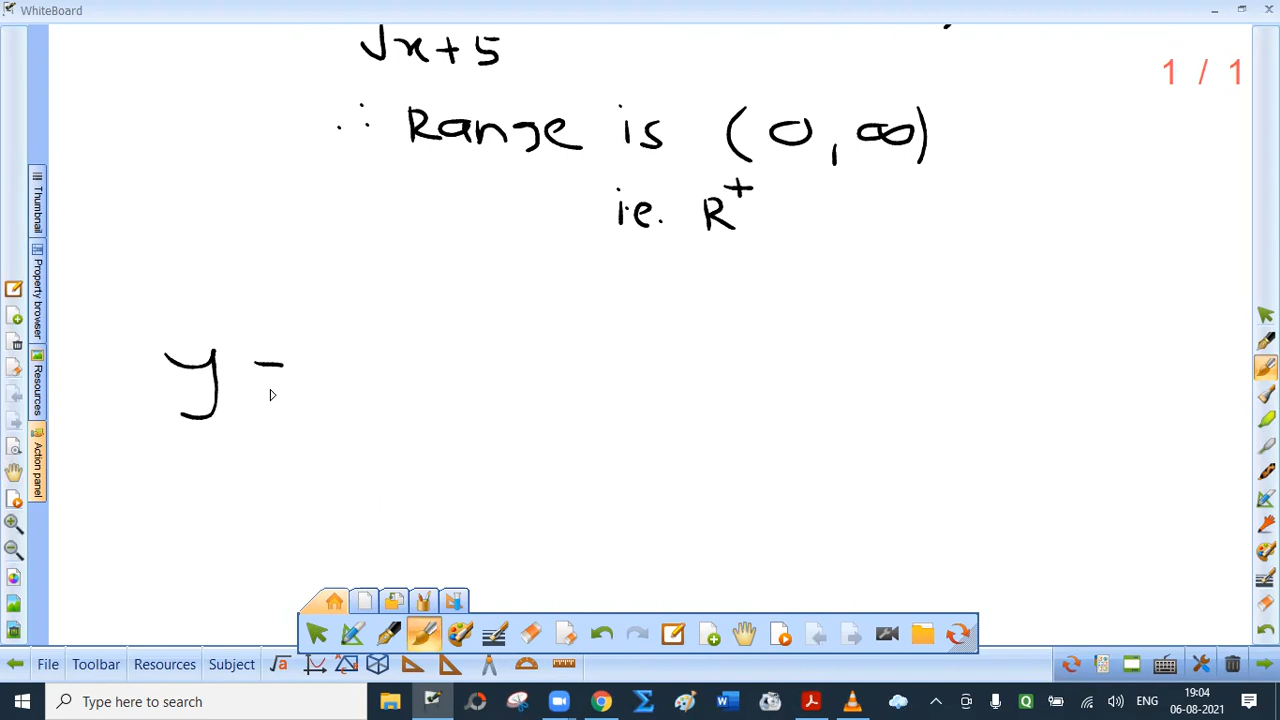 WhiteBoard
√x+5
1 / 1
∴ Range is (0, ∞)
i.e. R⁺
y -
Thumbnail
Property browser
Resources
Action panel
File Toolbar Resources Subject
Type here to search
ENG
19:04
06-08-2021